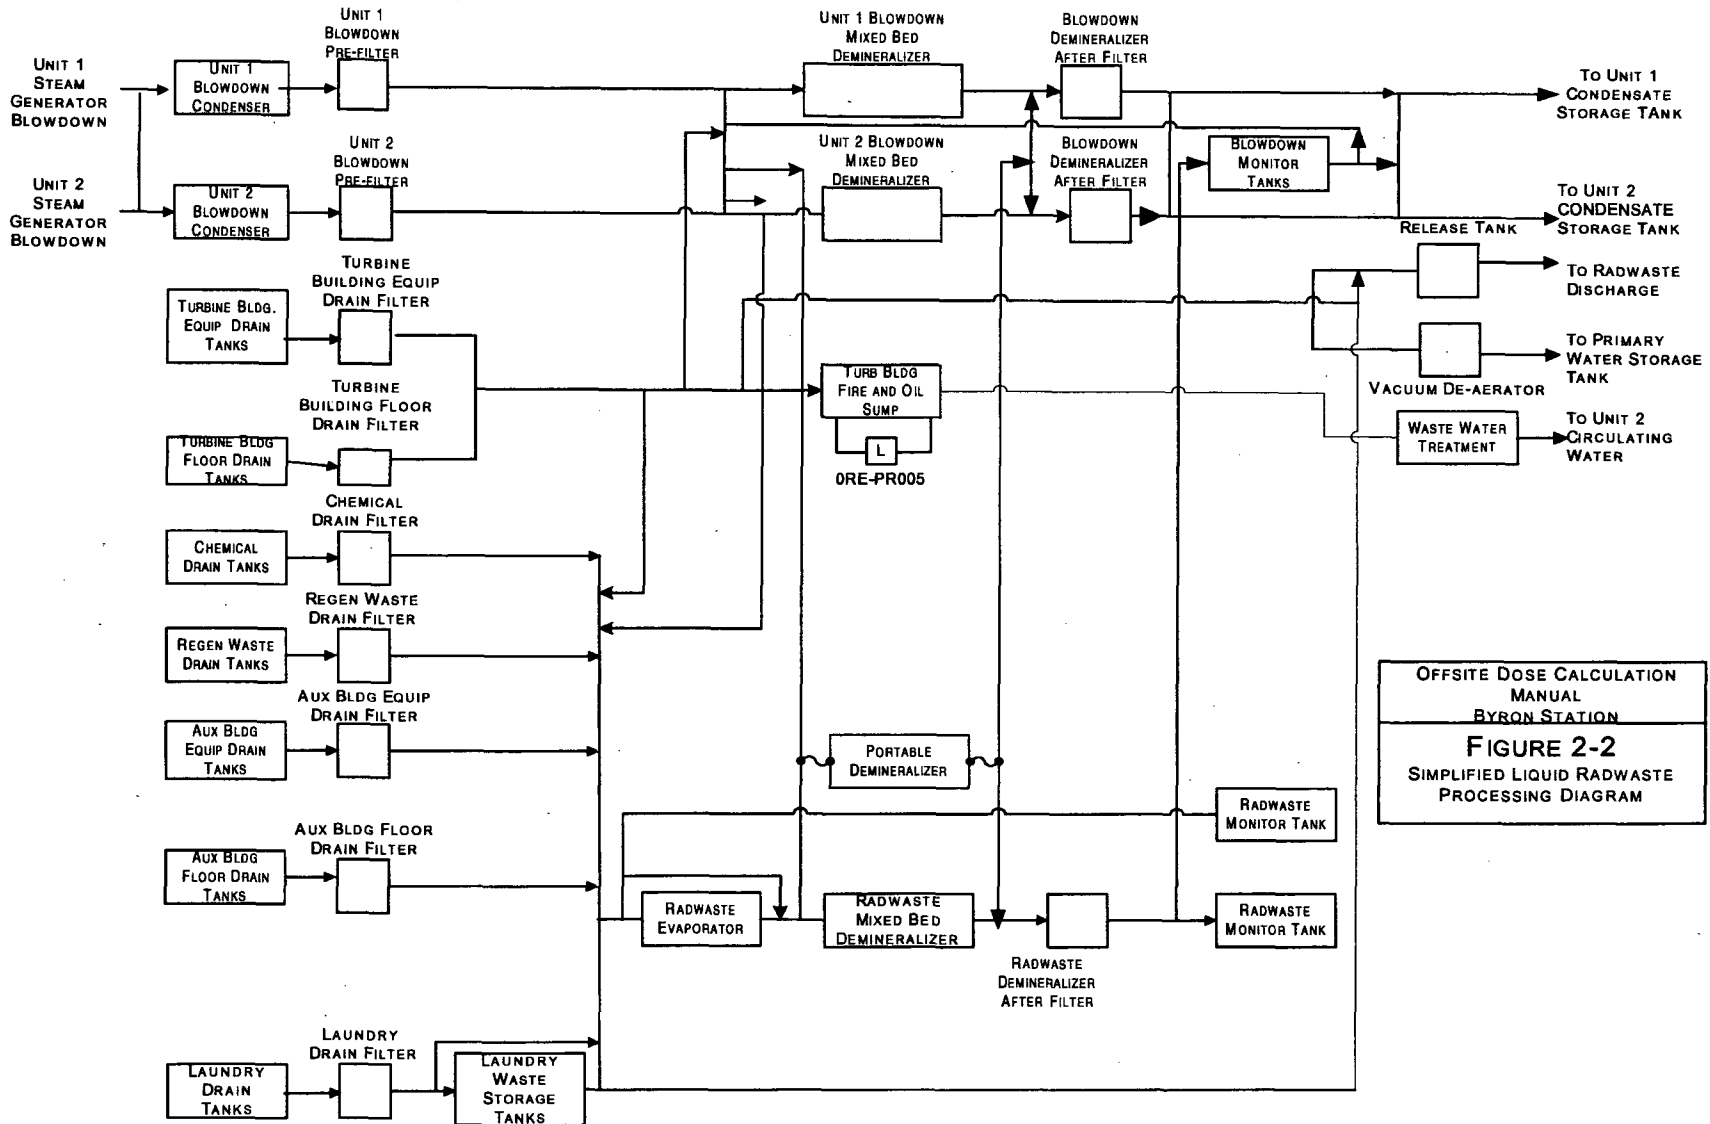 UNIT 1
STEAM
GENERATOR
BLOWDOWN
UNIT 1
BLOWDOWN
CONDENSER
UNIT 1
BLOWDOWN
PRE-FILTER
UNIT 1 BLOWDOWN
MIXED BED
DEMINERALIZER
BLOWDOWN
DEMINERALIZER
AFTER FILTER
TO UNIT 1
CONDENSATE
STORAGE TANK
UNIT 2
STEAM
GENERATOR
BLOWDOWN
UNIT 2
BLOWDOWN
CONDENSER
UNIT 2
BLOWDOWN
PRE-FILTER
UNIT 2 BLOWDOWN
MIXED BED
DEMINERALIZER
BLOWDOWN
DEMINERALIZER
AFTER FILTER
BLOWDOWN
MONITOR
TANKS
TO UNIT 2
CONDENSATE
STORAGE TANK
RELEASE TANK
TO RADWASTE
DISCHARGE
TURBINE BLDG.
EQUIP DRAIN
TANKS
TURBINE
BUILDING EQUIP
DRAIN FILTER
TO PRIMARY
WATER STORAGE
TANK
VACUUM DE-AERATOR
TURBINE
BUILDING FLOOR
DRAIN FILTER
TURB BLDG
FIRE AND OIL
SUMP
L
0RE-PR005
WASTE WATER
TREATMENT
TO UNIT 2
CIRCULATING
WATER
TURBINE BLDG
FLOOR DRAIN
TANKS
CHEMICAL
DRAIN FILTER
CHEMICAL
DRAIN TANKS
REGEN WASTE
DRAIN FILTER
REGEN WASTE
DRAIN TANKS
AUX BLDG EQUIP
DRAIN FILTER
AUX BLDG
EQUIP DRAIN
TANKS
PORTABLE
DEMINERALIZER
OFFSITE DOSE CALCULATION
MANUAL
BYRON STATION
FIGURE 2-2
SIMPLIFIED LIQUID RADWASTE
PROCESSING DIAGRAM
RADWASTE
MONITOR TANK
AUX BLDG FLOOR
DRAIN FILTER
AUX BLDG
FLOOR DRAIN
TANKS
RADWASTE
EVAPORATOR
RADWASTE
MIXED BED
DEMINERALIZER
RADWASTE
DEMINERALIZER
AFTER FILTER
RADWASTE
MONITOR TANK
LAUNDRY
DRAIN FILTER
LAUNDRY
DRAIN
TANKS
LAUNDRY
WASTE
STORAGE
TANKS